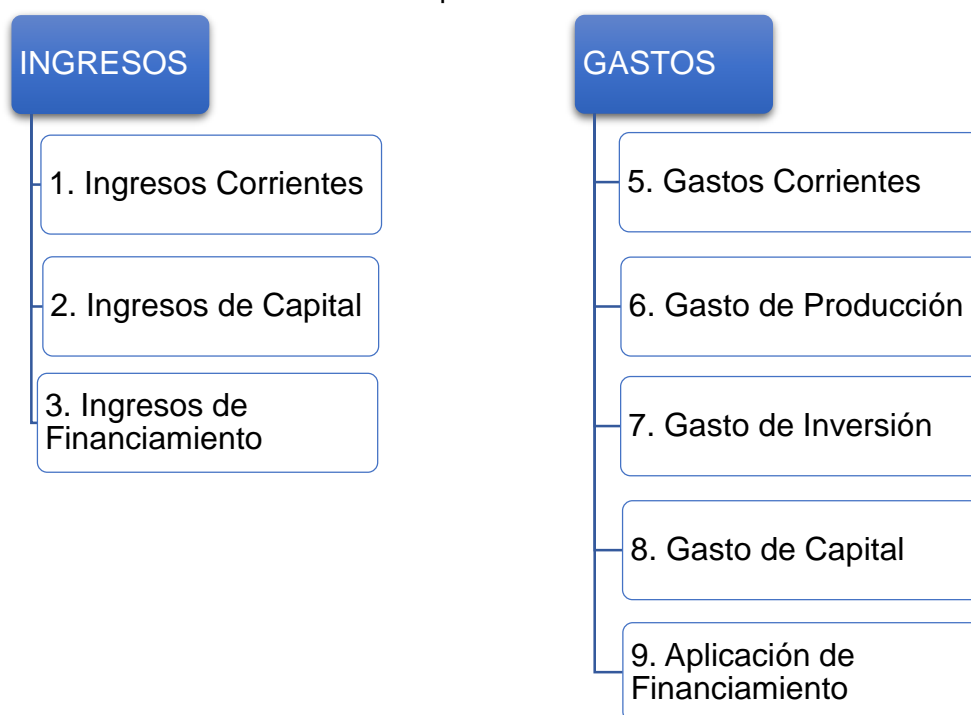 INGRESOS
1. Ingresos Corrientes
2. Ingresos de Capital
3. Ingresos de
Financiamiento
GASTOS
5. Gastos Corrientes
6. Gasto de Producción
7. Gasto de Inversión
8. Gasto de Capital
9. Aplicación de
Financiamiento